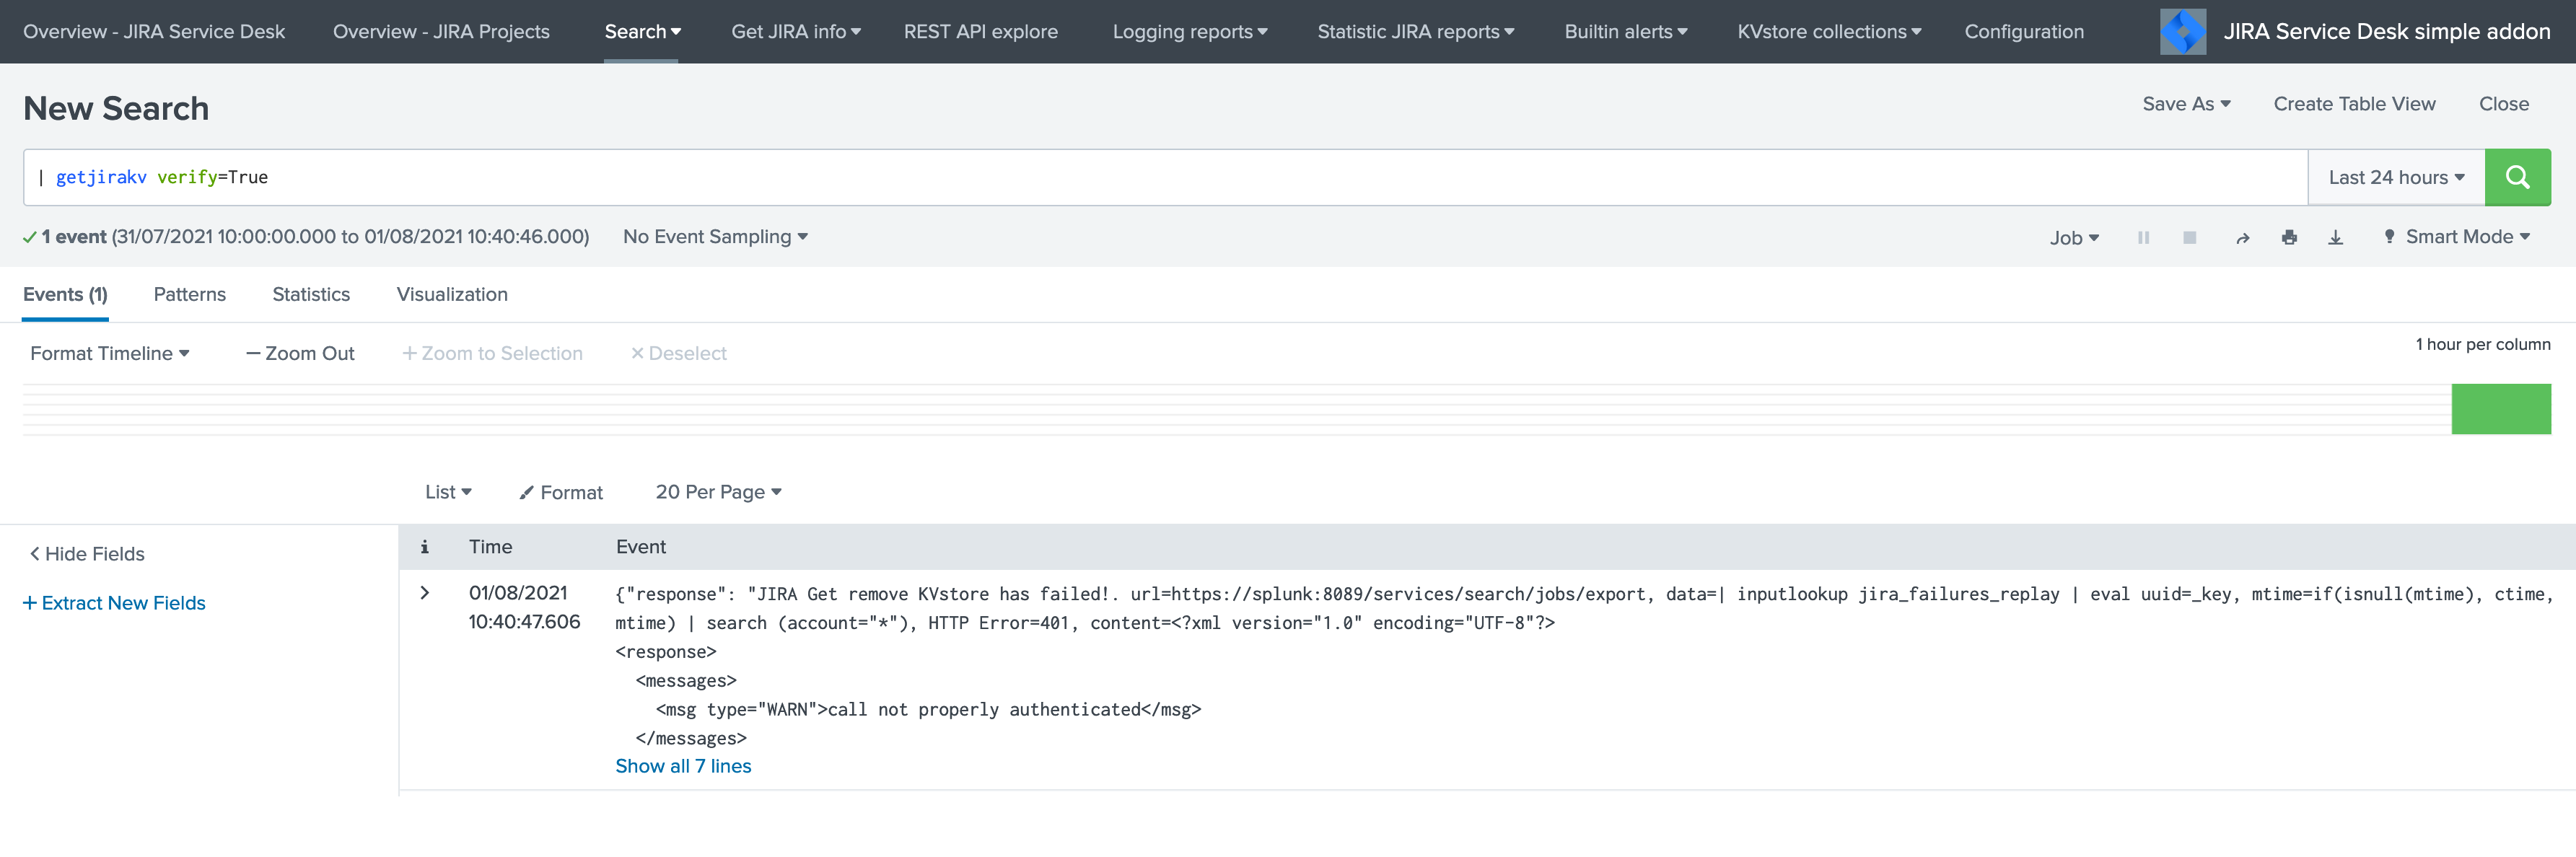 Overview - JIRA Service Desk Overview - JIRA Projects Search Get JIRA info REST API explore Logging reports Statistic JIRA reports Builtin alerts KVstore collections Configuration JIRA Service Desk simple addon
New Search Save As Create Table View Close
| getjirakv verify=True Last 24 hours
1 event (31/07/2021 10:00:00.000 to 01/08/2021 10:40:46.000) No Event Sampling Job Smart Mode
Events (1) Patterns Statistics Visualization
Format Timeline — Zoom Out + Zoom to Selection × Deselect 1 hour per column
List Format 20 Per Page
< Hide Fields
+ Extract New Fields
i Time Event
> 01/08/2021 {"response": "JIRA Get remove KVstore has failed!. url=https://splunk:8089/services/search/jobs/export, data=| inputlookup jira_failures_replay | eval uuid=_key, mtime=if(isnull(mtime), ctime,
10:40:47.606 mtime) | search (account="*"), HTTP Error=401, content=<?xml version="1.0" encoding="UTF-8"?>
<response>
<messages>
<msg type="WARN">call not properly authenticated</msg>
</messages>
Show all 7 lines